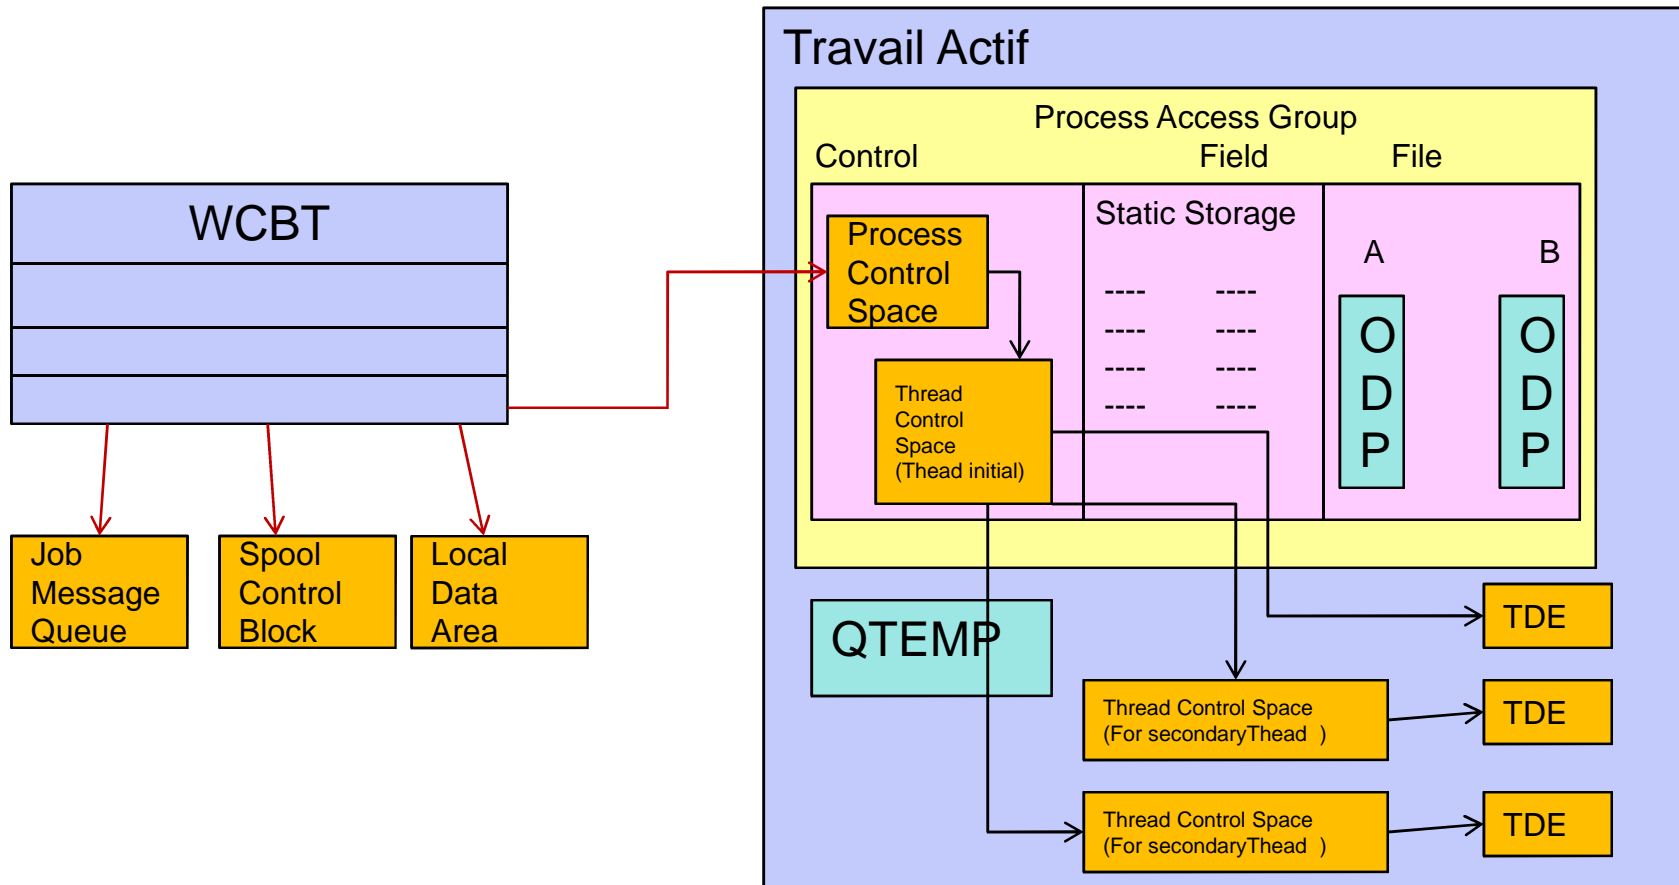 Travail Actif
Process Access Group
Control
Field
File
WCBT
Process
Control
Space
Static Storage
A
B
---- ----
---- ----
---- ----
---- ----
O
D
P
O
D
P
Thread
Control
Space
(Thead initial)
Job
Message
Queue
Spool
Control
Block
Local
Data
Area
QTEMP
TDE
Thread Control Space
(For secondaryThead )
TDE
Thread Control Space
(For secondaryThead )
TDE